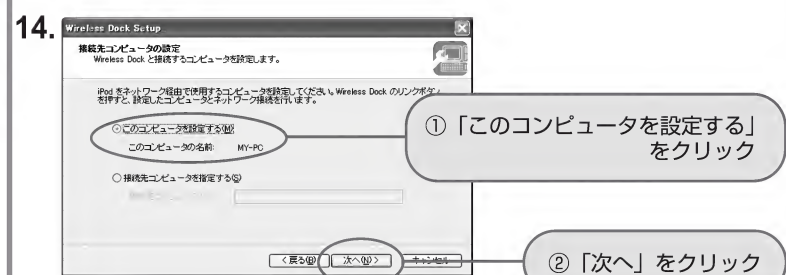 14.
Wireless Dock Setup
接続先コンピュータの設定
Wireless Dock と接続するコンピュータを設定します。
iPod をネットワーク経由で使用するコンピュータを設定してください。Wireless Dock のリンクボタン
を押すと、設定したコンピュータとネットワーク接続を行います。
このコンピュータを設定する(M)
このコンピュータの名前: MY-PC
接続先コンピュータを指定する(S)
①「このコンピュータを設定する」
をクリック
<戻る(B) 次へ(N)> キャンセル
②「次へ」をクリック